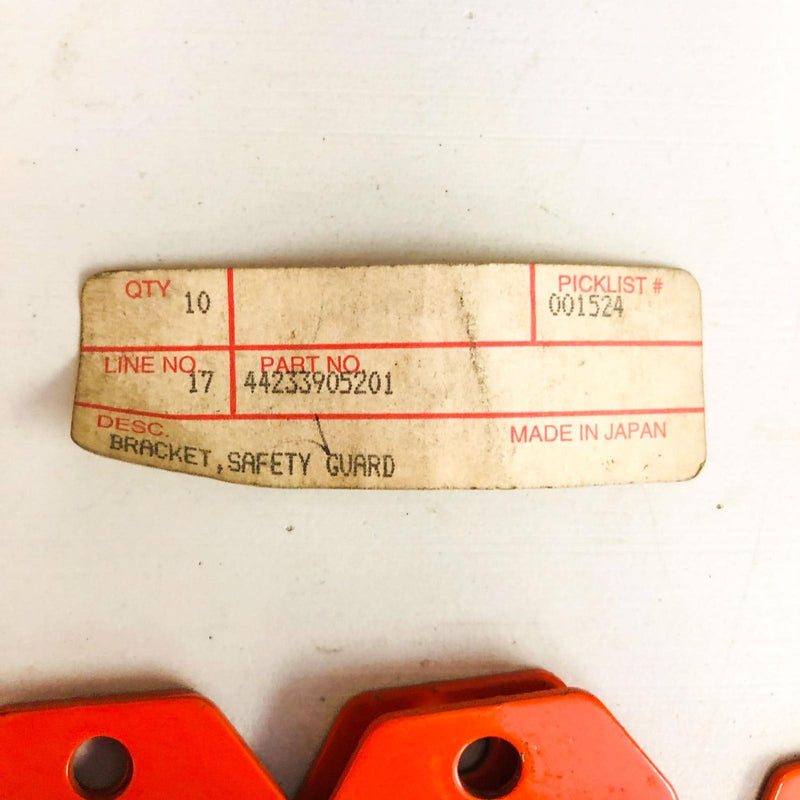 QTY 10 PICKLIST #
001524
LINE NO. 17 PART NO.
44233905201
DESC. MADE IN JAPAN
BRACKET,SAFETY GUARD